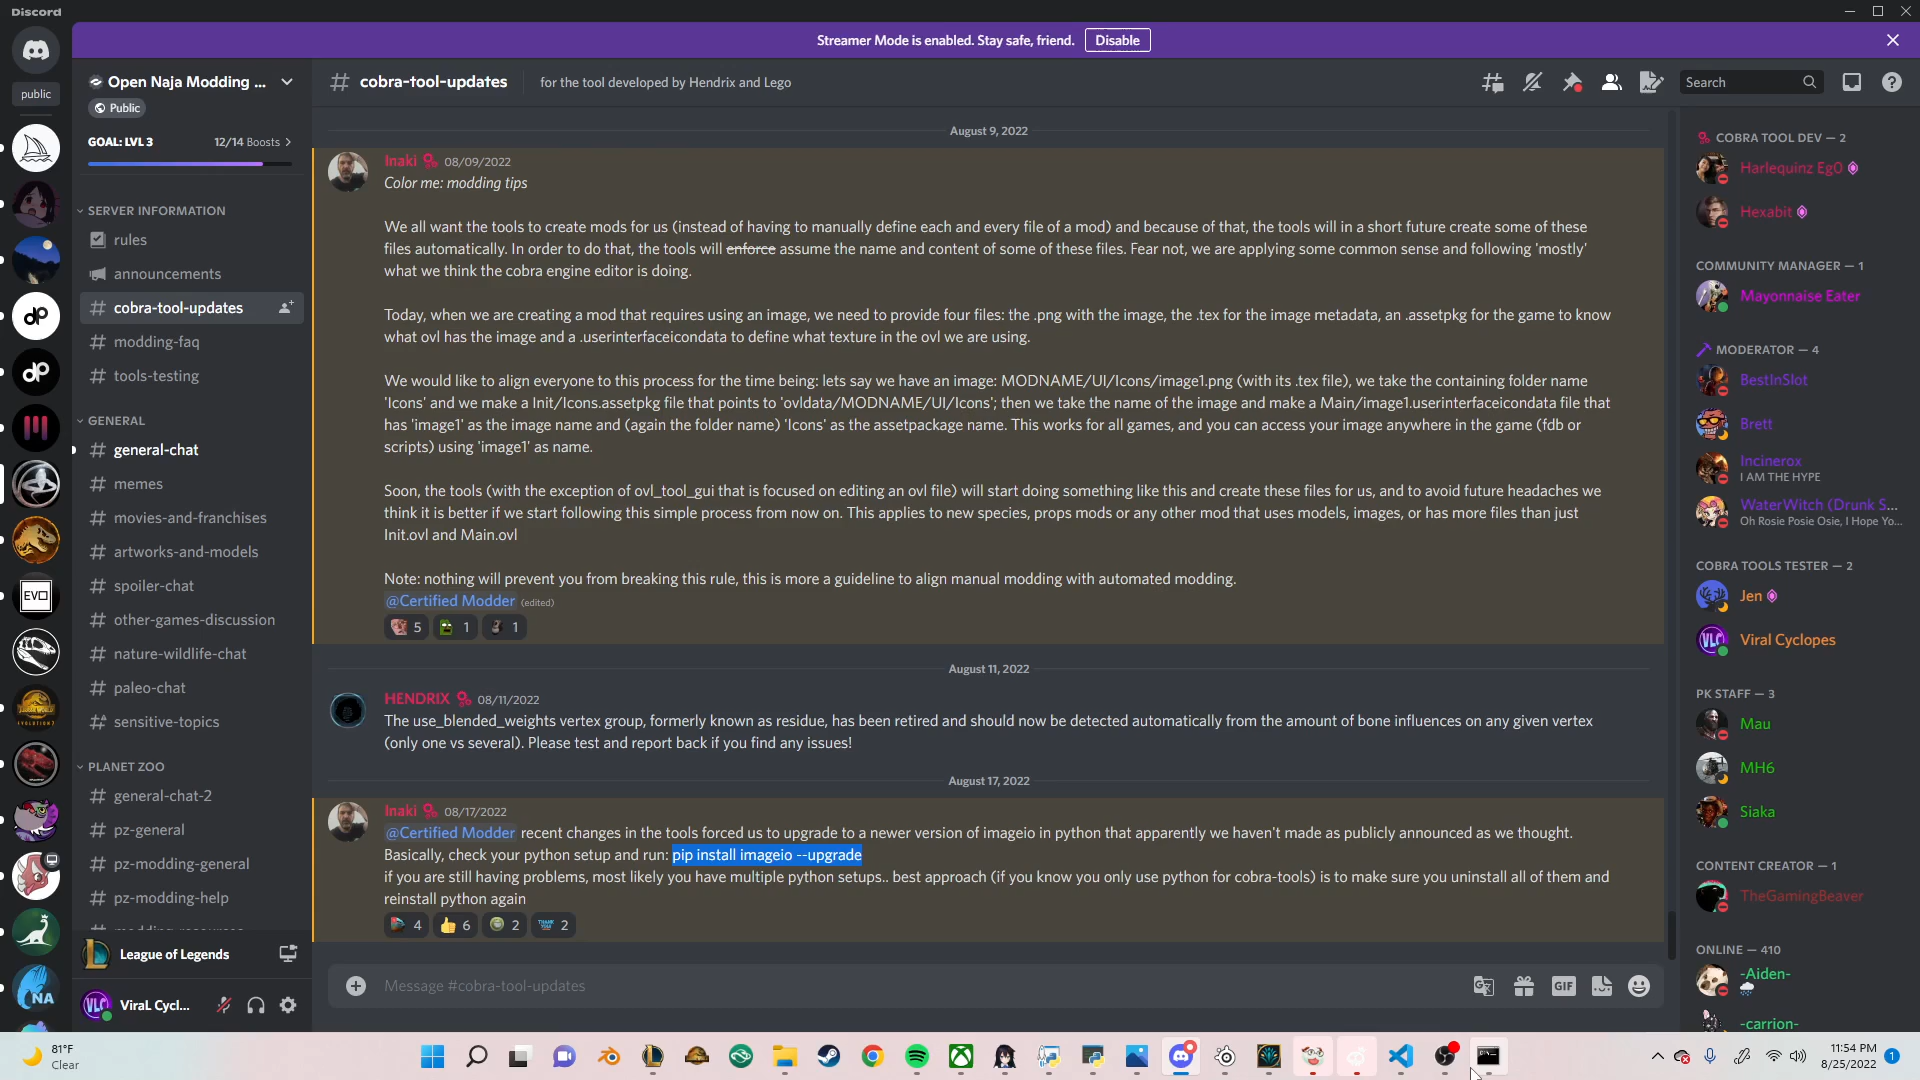 Discord
Streamer Mode is enabled. Stay safe, friend. Disable
public
Open Naja Modding ...
Public
GOAL: LVL 3 12/14 Boosts
SERVER INFORMATION
rules
announcements
cobra-tool-updates
modding-faq
tools-testing
GENERAL
general-chat
memes
movies-and-franchises
artworks-and-models
spoiler-chat
other-games-discussion
nature-wildlife-chat
paleo-chat
sensitive-topics
PLANET ZOO
general-chat-2
pz-general
pz-modding-general
pz-modding-help
League of Legends
ViraL Cycl...
dP
dP
EVO
NA
VLC
cobra-tool-updates for the tool developed by Hendrix and Lego
Search
August 9, 2022
Inaki 08/09/2022
Color me: modding tips
We all want the tools to create mods for us (instead of having to manually define each and every file of a mod) and because of that, the tools will in a short future create some of these
files automatically. In order to do that, the tools will enforce assume the name and content of some of these files. Fear not, we are applying some common sense and following 'mostly'
what we think the cobra engine editor is doing.
Today, when we are creating a mod that requires using an image, we need to provide four files: the .png with the image, the .tex for the image metadata, an .assetpkg for the game to know
what ovl has the image and a .userinterfaceicondata to define what texture in the ovl we are using.
We would like to align everyone to this process for the time being: lets say we have an image: MODNAME/UI/Icons/image1.png (with its .tex file), we take the containing folder name
'Icons' and we make a Init/Icons.assetpkg file that points to 'ovldata/MODNAME/UI/Icons'; then we take the name of the image and make a Main/image1.userinterfaceicondata file that
has 'image1' as the image name and (again the folder name) 'Icons' as the assetpackage name. This works for all games, and you can access your image anywhere in the game (fdb or
scripts) using 'image1' as name.
Soon, the tools (with the exception of ovl_tool_gui that is focused on editing an ovl file) will start doing something like this and create these files for us, and to avoid future headaches we
think it is better if we start following this simple process from now on. This applies to new species, props mods or any other mod that uses models, images, or has more files than just
Init.ovl and Main.ovl
Note: nothing will prevent you from breaking this rule, this is more a guideline to align manual modding with automated modding.
@Certified Modder (edited)
5 1 1
August 11, 2022
HENDRIX 08/11/2022
The use_blended_weights vertex group, formerly known as residue, has been retired and should now be detected automatically from the amount of bone influences on any given vertex
(only one vs several). Please test and report back if you find any issues!
August 17, 2022
Inaki 08/17/2022
@Certified Modder recent changes in the tools forced us to upgrade to a newer version of imageio in python that apparently we haven't made as publicly announced as we thought.
Basically, check your python setup and run: pip install imageio --upgrade
if you are still having problems, most likely you have multiple python setups.. best approach (if you know you only use python for cobra-tools) is to make sure you uninstall all of them and
reinstall python again
4 6 2 2
Message #cobra-tool-updates
GIF
COBRA TOOL DEV — 2
Harlequinz Eg0
Hexabit
COMMUNITY MANAGER — 1
Mayonnaise Eater
MODERATOR — 4
BestInSlot
Brett
Incinerox
I AM THE HYPE
WaterWitch (Drunk S...
Oh Rosie Posie Osie, I Hope Yo...
COBRA TOOLS TESTER — 2
Jen
VLC
Viral Cyclopes
PK STAFF — 3
Mau
MH6
Siaka
CONTENT CREATOR — 1
TheGamingBeaver
ONLINE — 410
-Aiden-
-carrion-
81°F
Clear
11:54 PM
8/25/2022
1